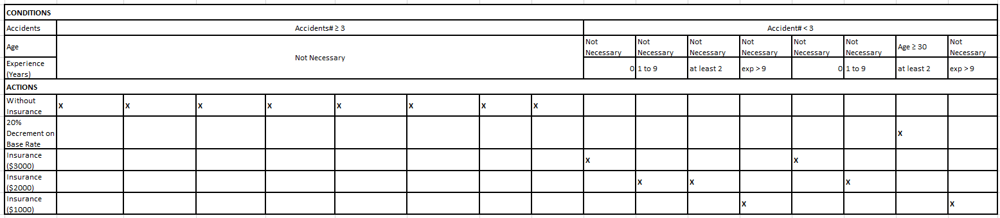 CONDITIONS
Accidents Accidents# ≥ 3 Accident# < 3
Age Not Necessary Not Necessary Not Necessary Not Necessary Not Necessary Not Necessary Not Necessary Age ≥ 30 Not Necessary
Experience (Years) 0 1 to 9 at least 2 exp > 9 0 1 to 9 at least 2 exp > 9
ACTIONS
Without Insurance X X X X X X X X
20% Decrement on Base Rate X
Insurance ($3000) X X
Insurance ($2000) X X X
Insurance ($1000) X X